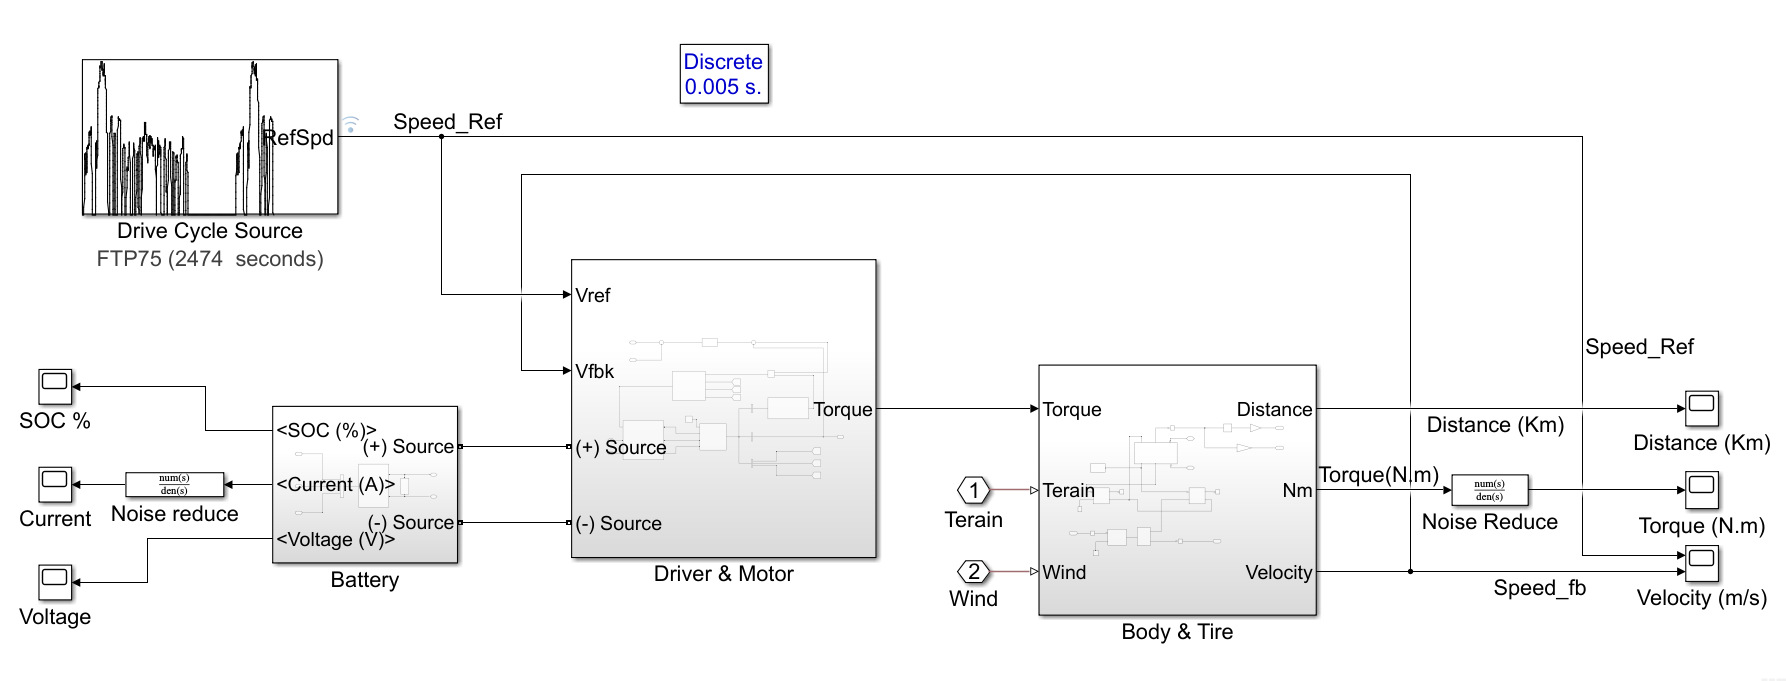 Discrete
0.005 s.
RefSpd
Speed_Ref
Drive Cycle Source
FTP75 (2474  seconds)
Vref
Vfbk
Torque
(+) Source
(-) Source
Driver & Motor
SOC %
Current
num(s)
den(s)
Noise reduce
Voltage
<SOC (%)>
(+) Source
<Current (A)>
(-) Source
<Voltage (V)>
Battery
1
Terain
2
Wind
Torque
Terain
Wind
Distance
Nm
Velocity
Body & Tire
Speed_Ref
Distance (Km)
Distance (Km)
Torque(N.m)
num(s)
den(s)
Noise Reduce
Torque (N.m)
Speed_fb
Velocity (m/s)